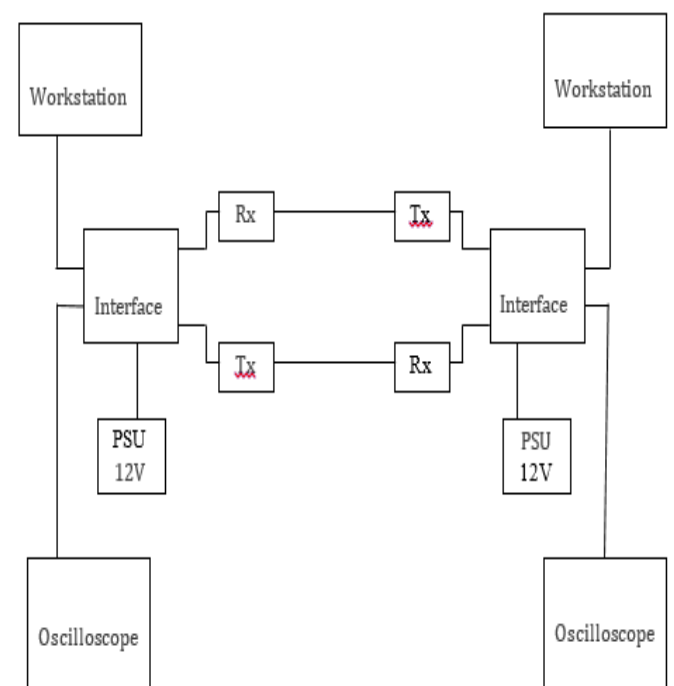 Workstation
Workstation
Rx
Tx
Interface
Interface
Tx
Rx
PSU
12V
PSU
12V
Oscilloscope
Oscilloscope